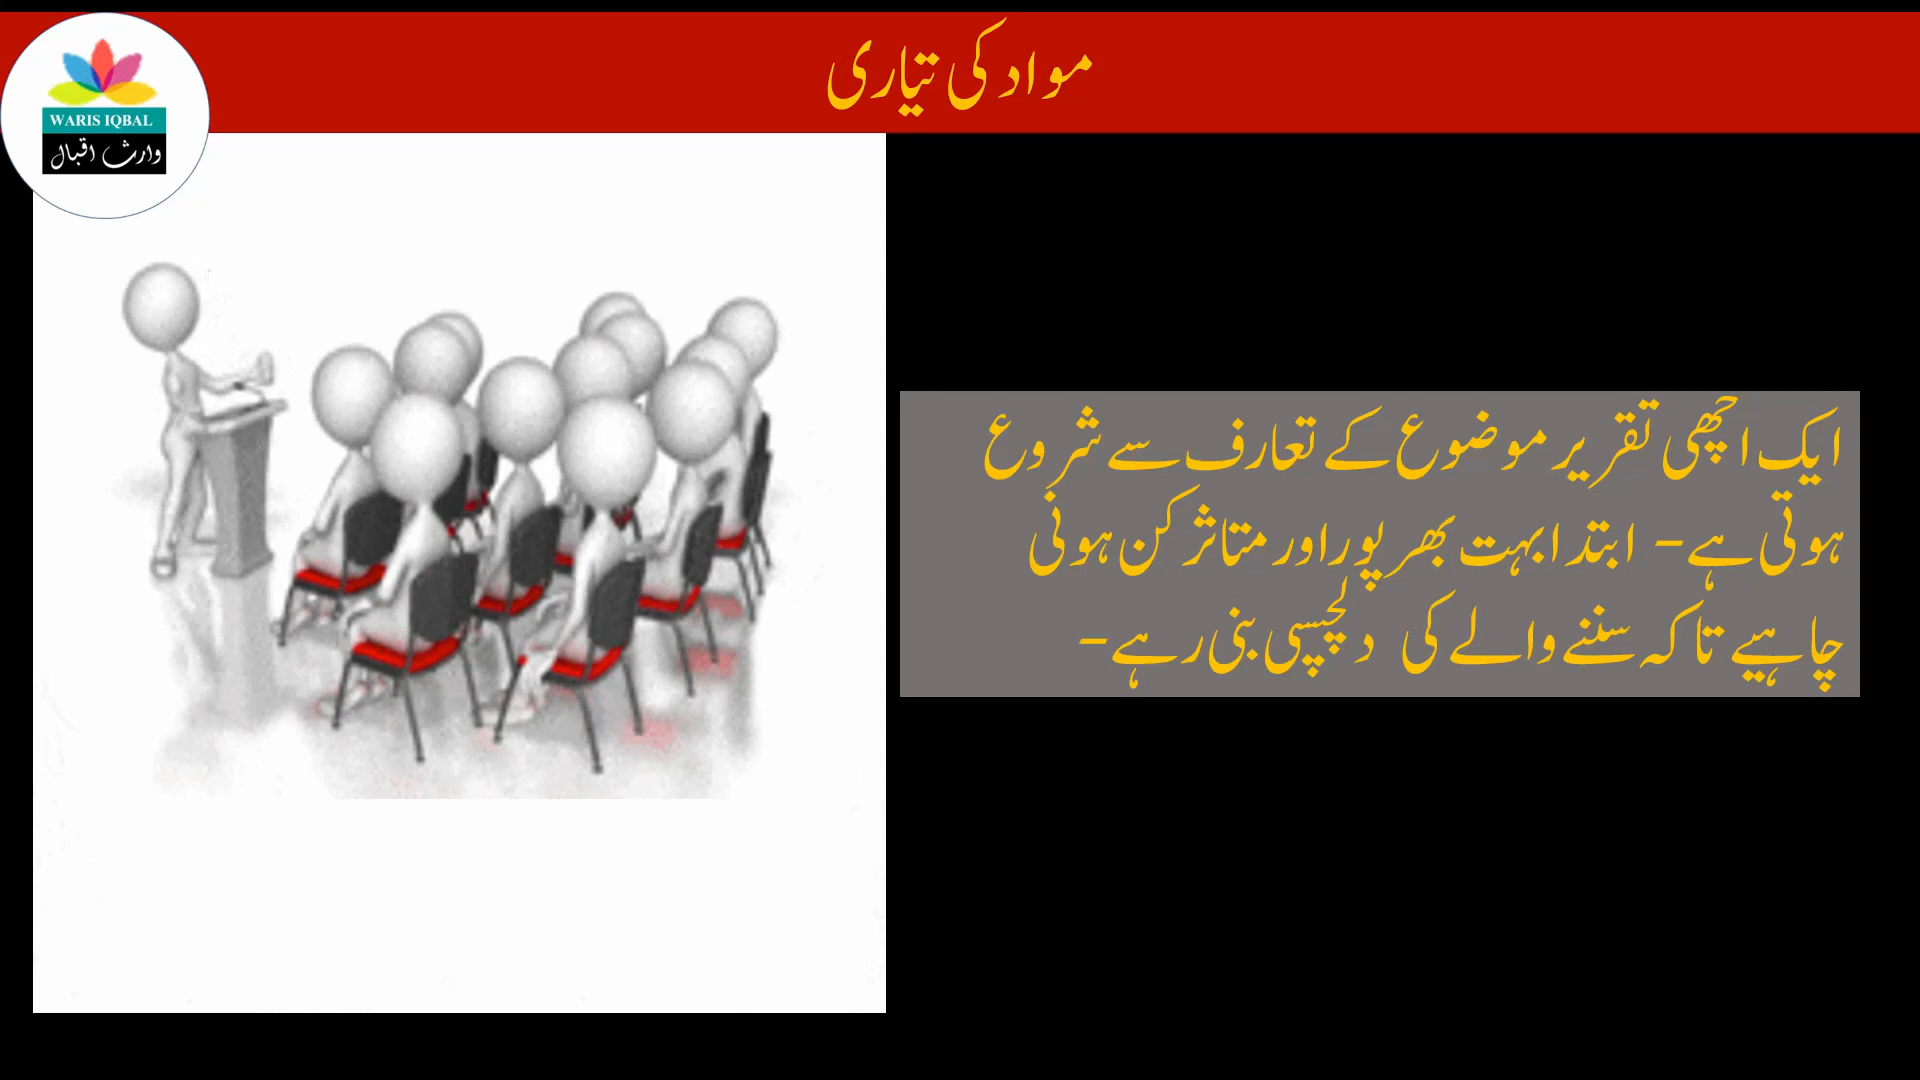 مواد کی تیاری
WARIS IQBAL
وارث اقبال
ایک اچھی تقریر موضوع کے تعارف سے شروع
ہوتی ہے- ابتدا بہت بھرپور اور متاثر کن ہونی
چاہیے تاکہ سننے والے کی دلچسپی بنی رہے-